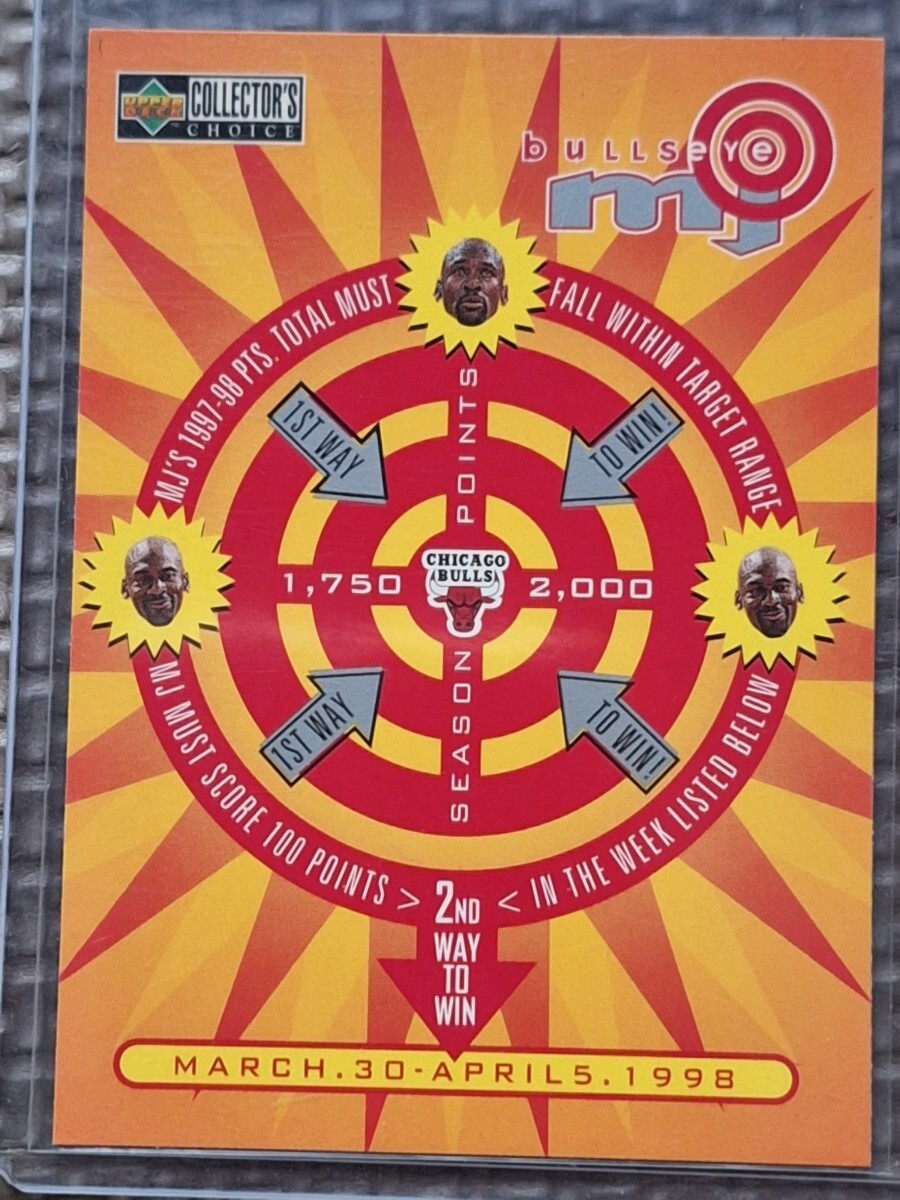 UPPER DECK
COLLECTOR'S
CHOICE
bullseye
mj
MJ'S 1997-98 PTS. TOTAL MUST
FALL WITHIN TARGET RANGE
1ST WAY
TO WIN!
SEASON POINTS
1,750
2,000
CHICAGO
BULLS
1ST WAY
TO WIN!
MJ MUST SCORE 100 POINTS >
< IN THE WEEK LISTED BELOW
2ND
WAY
TO
WIN
MARCH.30-APRIL5.1998